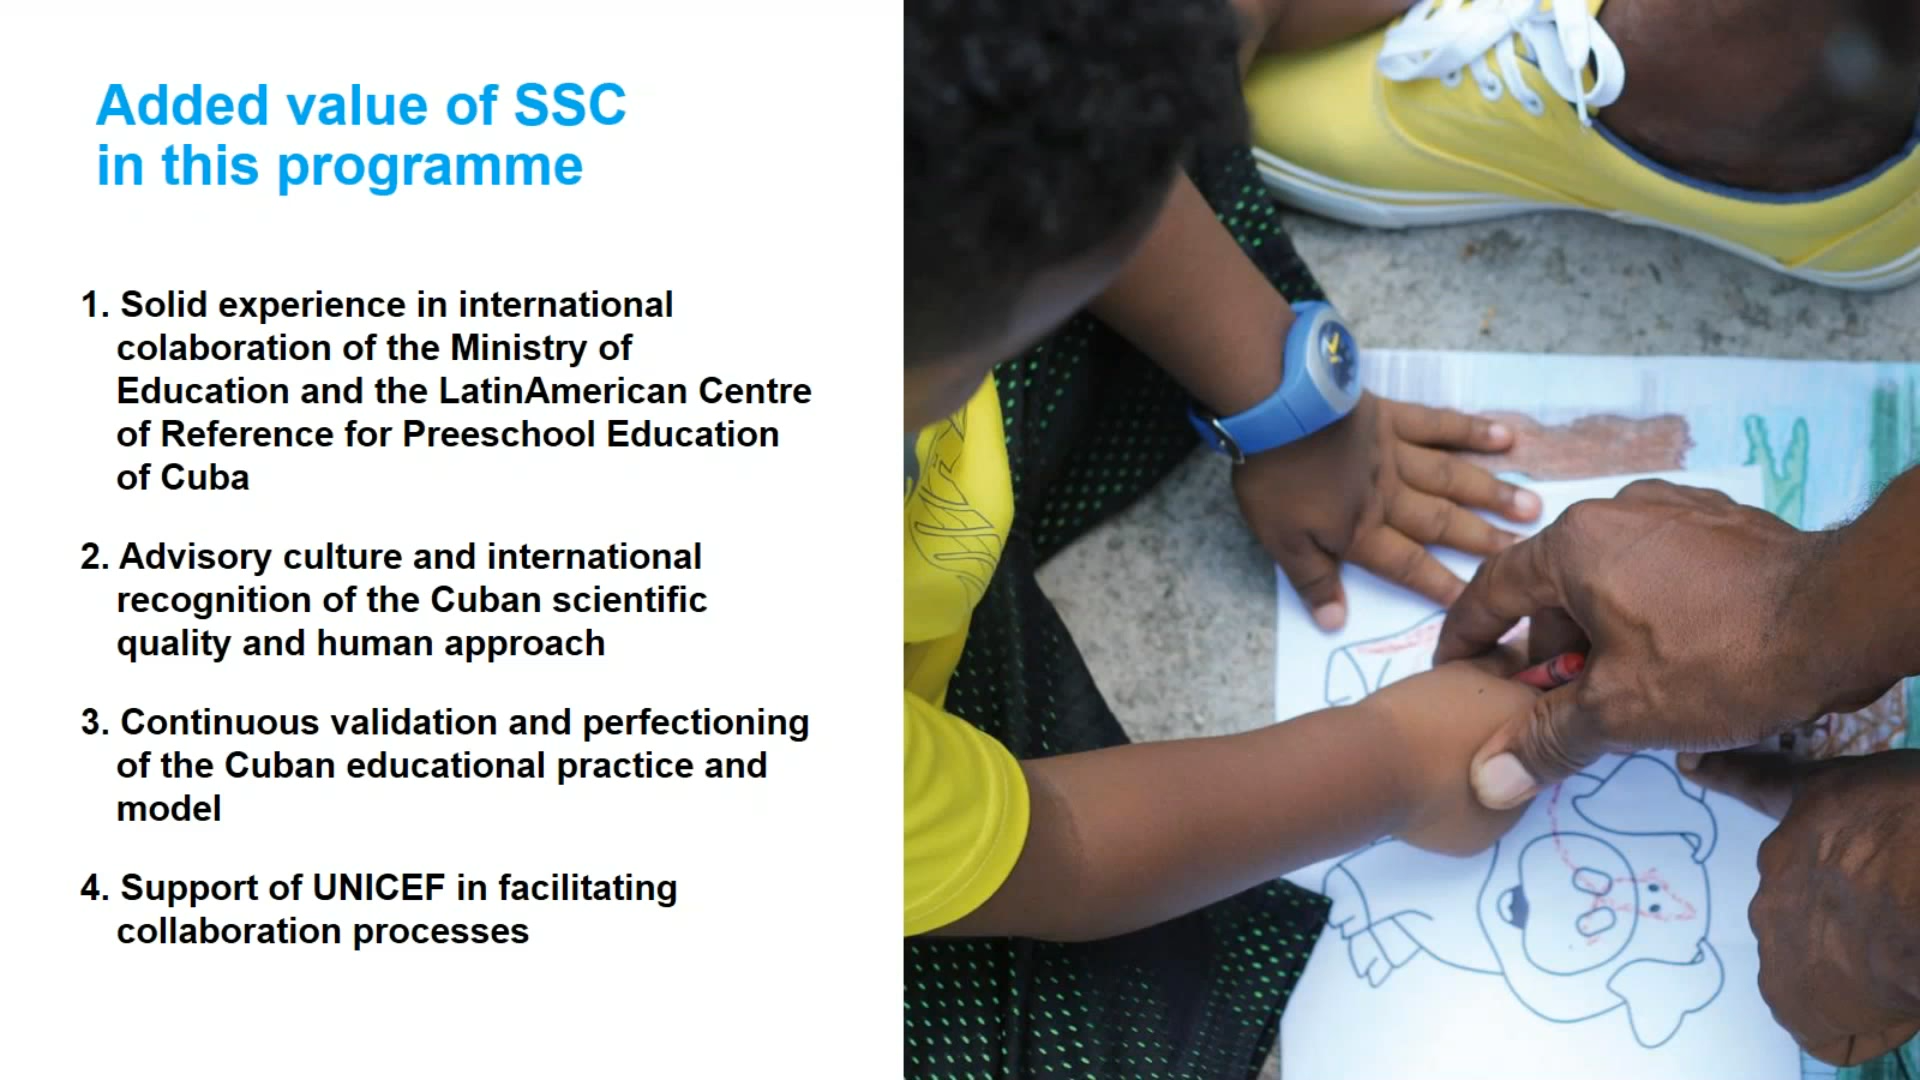 Added value of SSC
in this programme
1. Solid experience in international
colaboration of the Ministry of
Education and the LatinAmerican Centre
of Reference for Preeschool Education
of Cuba
2. Advisory culture and international
recognition of the Cuban scientific
quality and human approach
3. Continuous validation and perfectioning
of the Cuban educational practice and
model
4. Support of UNICEF in facilitating
collaboration processes